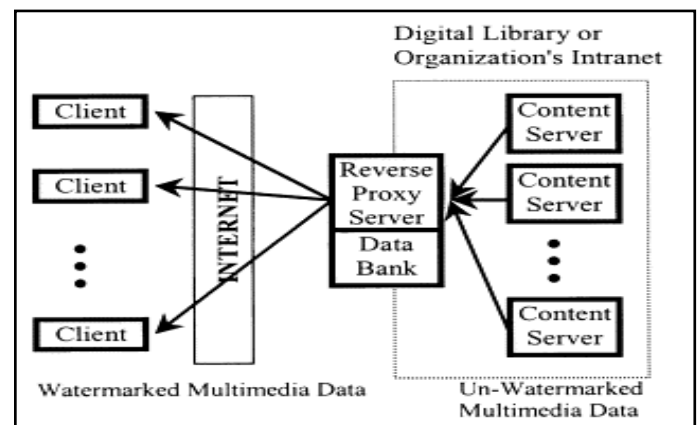 Digital Library or
Organization's Intranet
Client
Client
Client
INTERNET
Reverse
Proxy
Server
Data
Bank
Content
Server
Content
Server
Content
Server
Watermarked Multimedia Data
Un-Watermarked
Multimedia Data